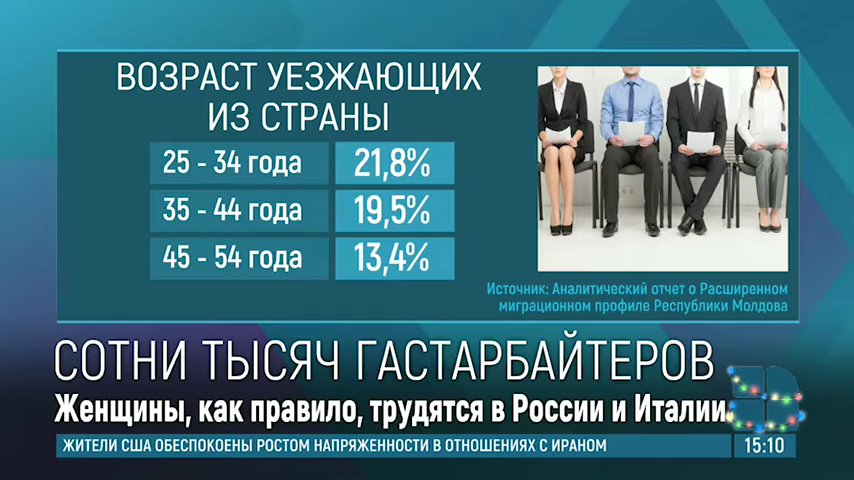 ВОЗРАСТ УЕЗЖАЮЩИХ
ИЗ СТРАНЫ
25 - 34 года 21,8%
35 - 44 года 19,5%
45 - 54 года 13,4%
Источник: Аналитический отчет о Расширенном
миграционном профиле Республики Молдова
СОТНИ ТЫСЯЧ ГАСТАРБАЙТЕРОВ
Женщины, как правило, трудятся в России и Италии
ЖИТЕЛИ США ОБЕСПОКОЕНЫ РОСТОМ НАПРЯЖЕННОСТИ В ОТНОШЕНИЯХ С ИРАНОМ 15:10